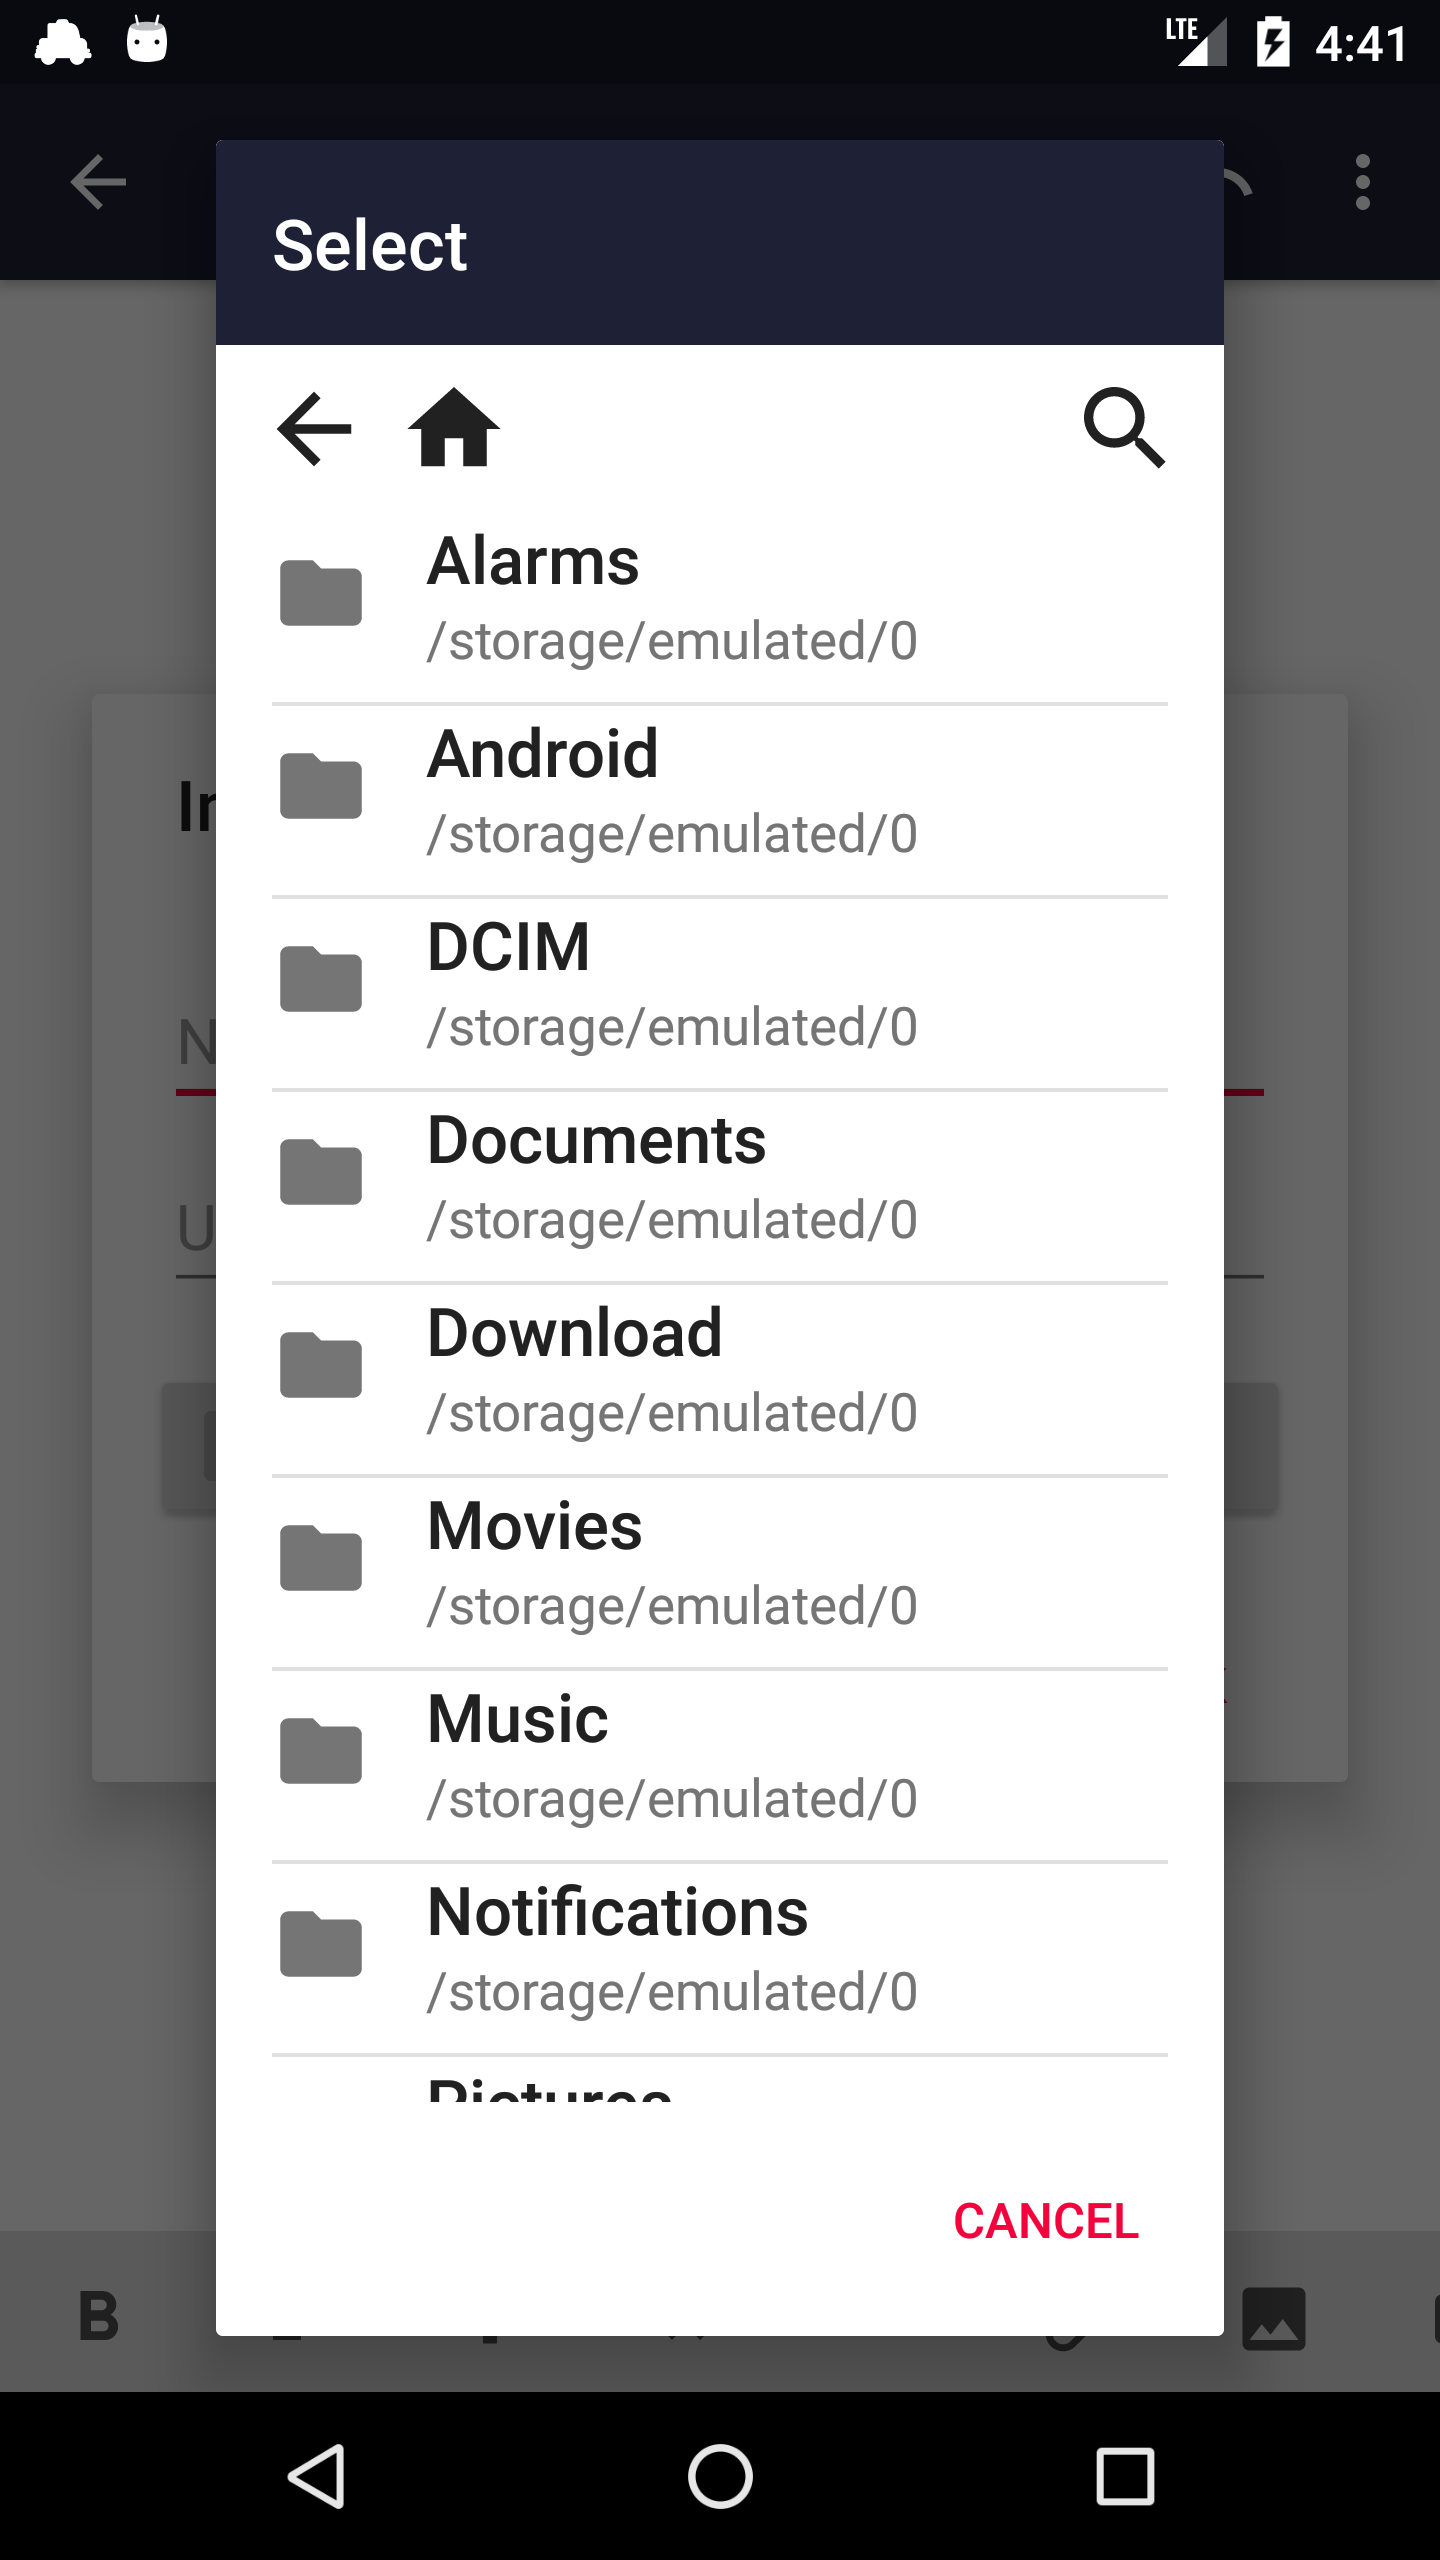 LTE 4:41
Select
Alarms
/storage/emulated/0
Android
/storage/emulated/0
DCIM
/storage/emulated/0
Documents
/storage/emulated/0
Download
/storage/emulated/0
Movies
/storage/emulated/0
Music
/storage/emulated/0
Notifications
/storage/emulated/0
Pictures
CANCEL
B